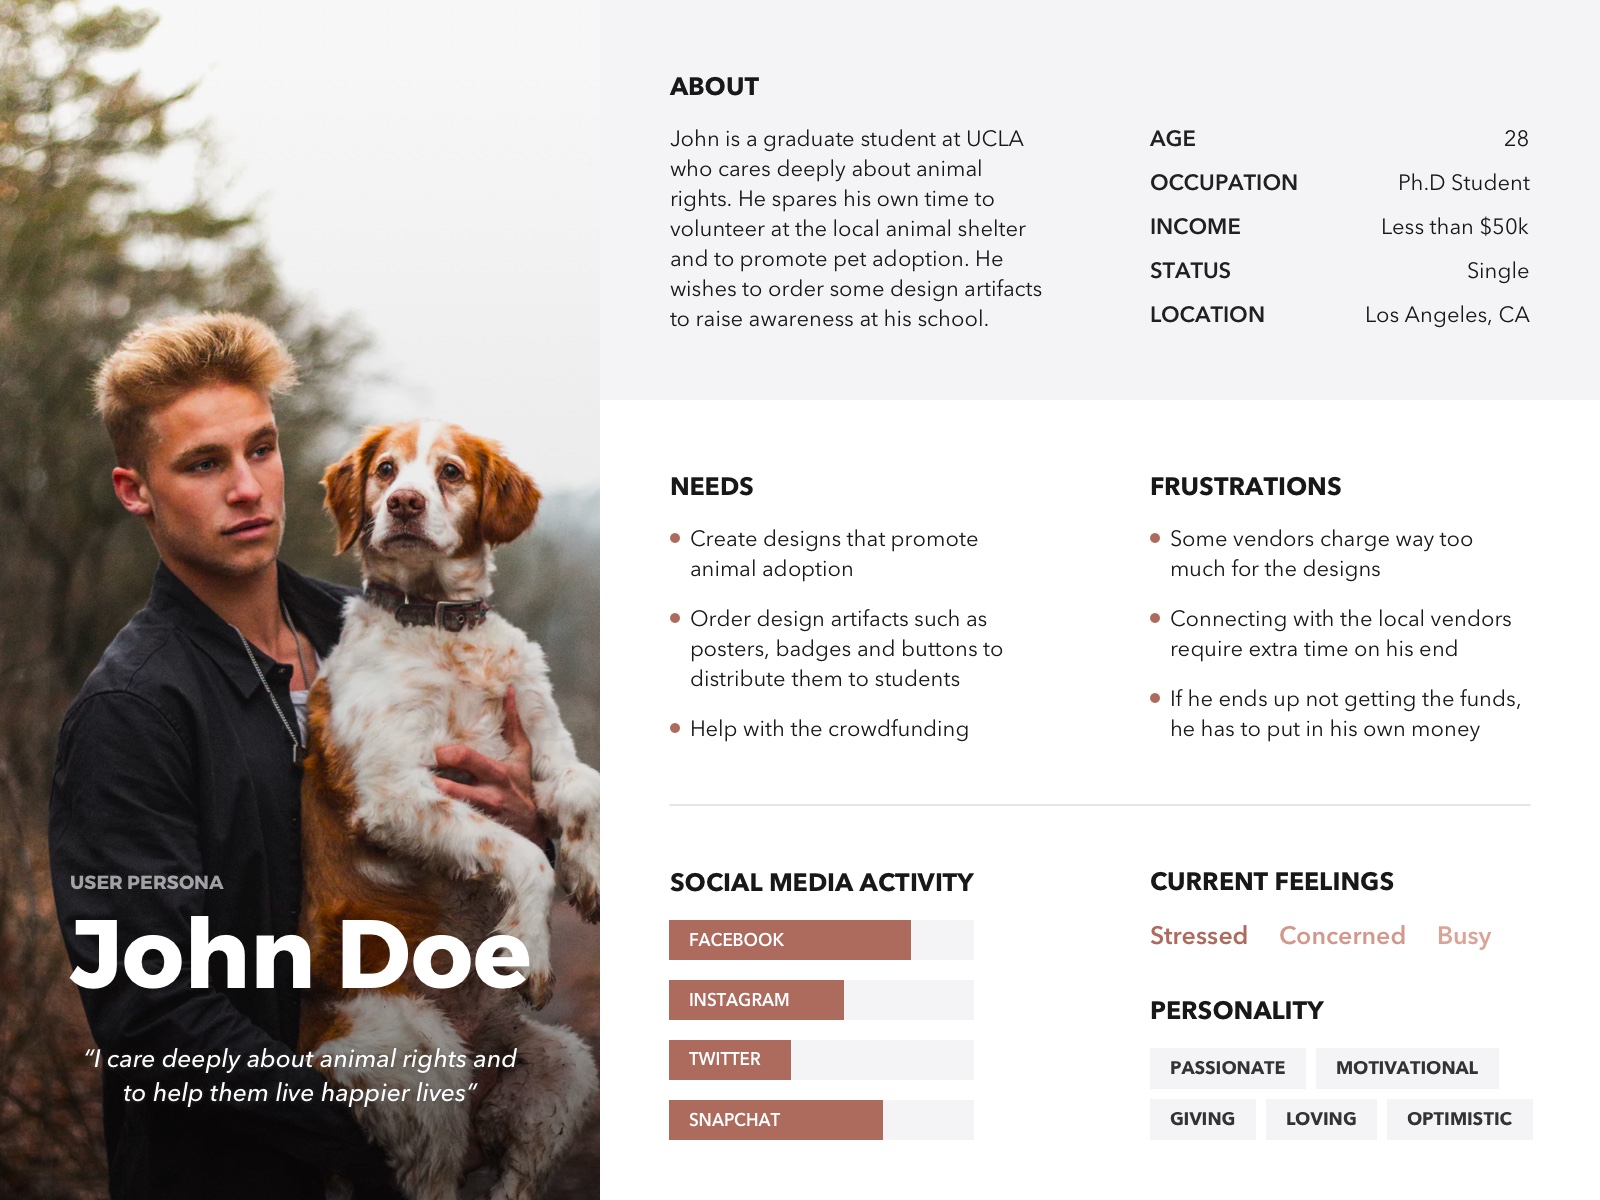 USER PERSONA
John Doe
“I care deeply about animal rights and
to help them live happier lives”
ABOUT
John is a graduate student at UCLA
who cares deeply about animal
rights. He spares his own time to
volunteer at the local animal shelter
and to promote pet adoption. He
wishes to order some design artifacts
to raise awareness at his school.
AGE 28
OCCUPATION Ph.D Student
INCOME Less than $50k
STATUS Single
LOCATION Los Angeles, CA
NEEDS
Create designs that promote
animal adoption
Order design artifacts such as
posters, badges and buttons to
distribute them to students
Help with the crowdfunding
FRUSTRATIONS
Some vendors charge way too
much for the designs
Connecting with the local vendors
require extra time on his end
If he ends up not getting the funds,
he has to put in his own money
SOCIAL MEDIA ACTIVITY
FACEBOOK
INSTAGRAM
TWITTER
SNAPCHAT
CURRENT FEELINGS
Stressed Concerned Busy
PERSONALITY
PASSIONATE MOTIVATIONAL
GIVING LOVING OPTIMISTIC